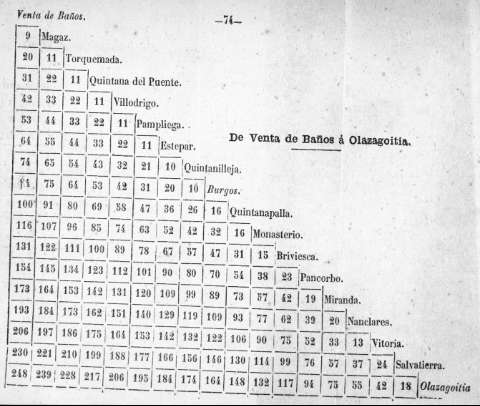 Venta de Baños.
—74—
9 Magaz.
20 11 Torquemada.
31 22 11 Quintana del Puente.
42 33 22 11 Villodrigo.
53 44 33 22 11 Pampliega.
De Venta de Baños á Olazagoitia.
64 55 44 33 22 11 Estepar.
74 65 54 43 32 21 10 Quintanilleja.
75 64 53 42 31 20 10 Burgos.
100 91 80 69 58 47 36 26 16 Quintanapalla.
116 107 96 85 74 63 52 42 32 16 Monasterio.
131 122 111 100 89 78 67 57 47 31 15 Briviesca.
154 145 134 123 112 101 90 80 70 54 38 23 Pancorbo.
173 164 153 142 131 120 109 99 89 73 57 42 19 Miranda.
193 184 173 162 151 140 129 119 109 93 77 62 39 20 Nanclares.
206 197 186 175 164 153 142 132 122 106 90 75 52 33 13 Vitoria.
230 221 210 199 188 177 166 156 146 130 114 99 76 57 37 24 Salvatierra.
248 239 228 217 206 195 184 174 164 148 132 117 94 75 55 42 18 Olazagoitia